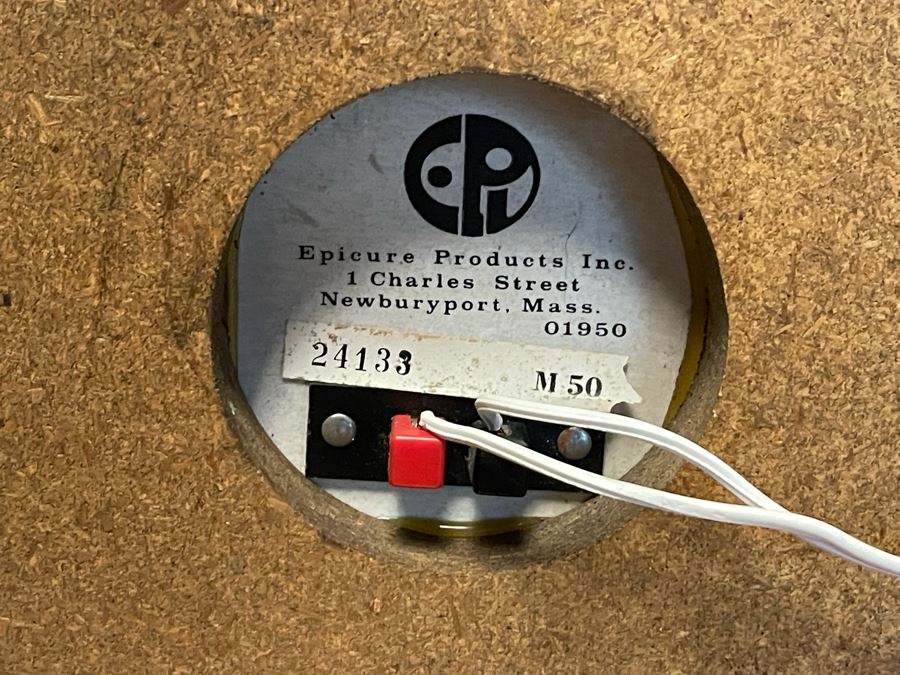 EPI
Epicure Products Inc.
1 Charles Street
Newburyport, Mass.
01950
24133
M 50